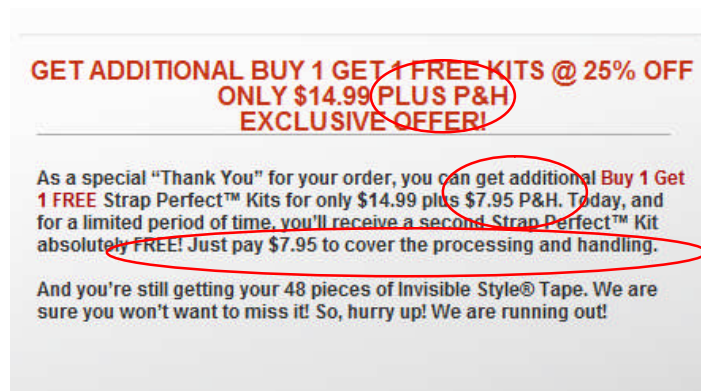 GET ADDITIONAL BUY 1 GET 1 FREE KITS @ 25% OFF
ONLY $14.99 PLUS P&H
EXCLUSIVE OFFER!
As a special “Thank You” for your order, you can get additional Buy 1 Get
1 FREE Strap Perfect™ Kits for only $14.99 plus $7.95 P&H. Today, and
for a limited period of time, you’ll receive a second Strap Perfect™ Kit
absolutely FREE! Just pay $7.95 to cover the processing and handling.
And you’re still getting your 48 pieces of Invisible Style® Tape. We are
sure you won’t want to miss it! So, hurry up! We are running out!